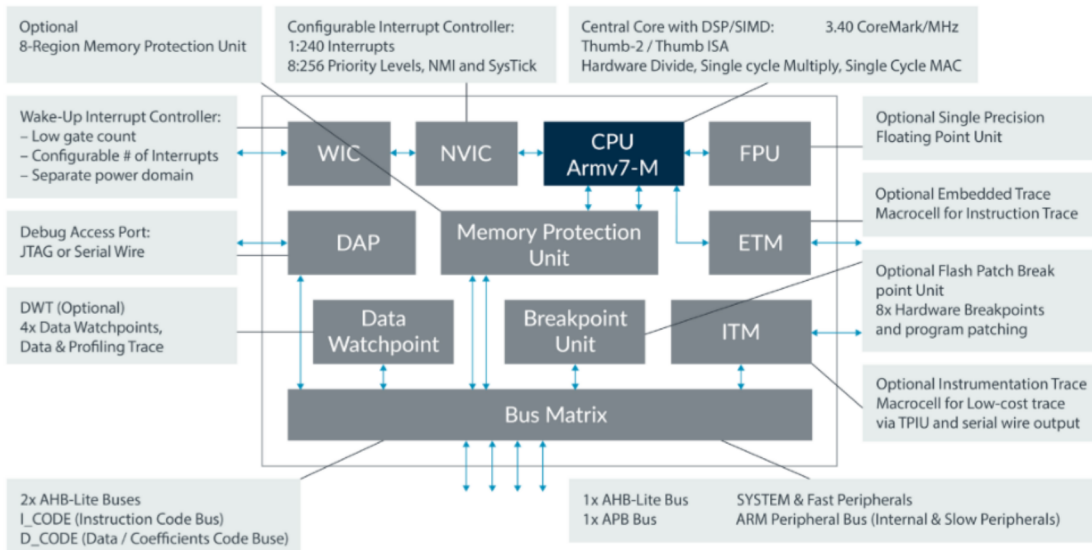 Optional
8-Region Memory Protection Unit
Configurable Interrupt Controller:
1:240 Interrupts
8:256 Priority Levels, NMI and SysTick
Central Core with DSP/SIMD: 3.40 CoreMark/MHz
Thumb-2 / Thumb ISA
Hardware Divide, Single cycle Multiply, Single Cycle MAC
Wake-Up Interrupt Controller:
– Low gate count
– Configurable # of Interrupts
– Separate power domain
WIC
NVIC
CPU
Armv7-M
FPU
Optional Single Precision
Floating Point Unit
Debug Access Port:
JTAG or Serial Wire
DAP
Memory Protection
Unit
ETM
Optional Embedded Trace
Macrocell for Instruction Trace
DWT (Optional)
4x Data Watchpoints,
Data & Profiling Trace
Data
Watchpoint
Breakpoint
Unit
ITM
Optional Flash Patch Break
point Unit
8x Hardware Breakpoints
and program patching
Bus Matrix
Optional Instrumentation Trace
Macrocell for Low-cost trace
via TPIU and serial wire output
2x AHB-Lite Buses
I_CODE (Instruction Code Bus)
D_CODE (Data / Coefficients Code Buse)
1x AHB-Lite Bus SYSTEM & Fast Peripherals
1x APB Bus ARM Peripheral Bus (Internal & Slow Peripherals)